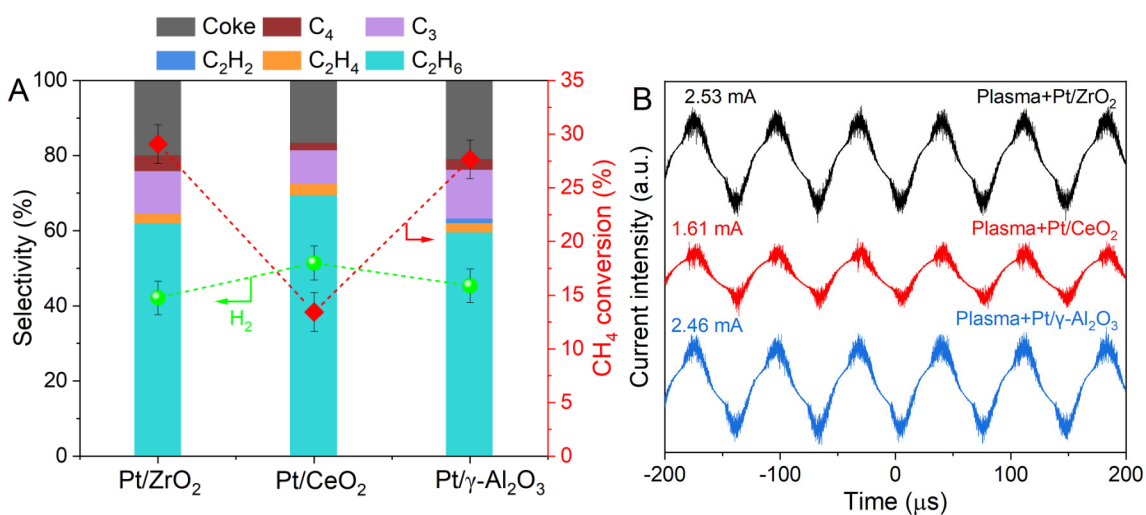 Coke C₄ C₃
C₂H₂ C₂H₄ C₂H₆
A
100
80
60
40
20
0
Selectivity (%)
H₂
35
30
25
20
15
10
5
0
CH₄ conversion (%)
Pt/ZrO₂ Pt/CeO₂ Pt/γ-Al₂O₃
B
2.53 mA Plasma+Pt/ZrO₂
1.61 mA Plasma+Pt/CeO₂
2.46 mA Plasma+Pt/γ-Al₂O₃
Current intensity (a.u.)
-200 -100 0 100 200
Time (μs)